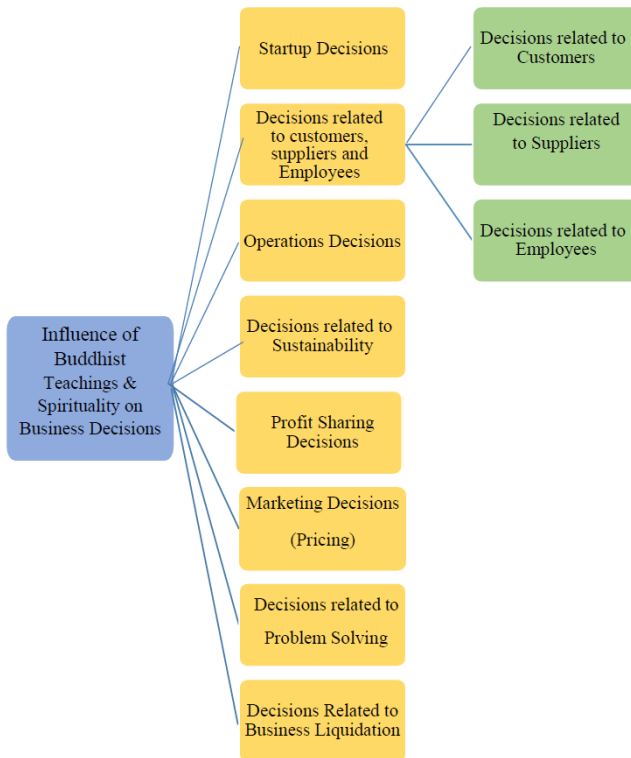 Startup Decisions
Decisions related
to customers,
suppliers and
Employees
Operations Decisions
Decisions related to
Sustainability
Profit Sharing
Decisions
Marketing Decisions
(Pricing)
Decisions related to
Problem Solving
Decisions Related to
Business Liquidation
Influence of
Buddhist
Teachings &
Spirituality on
Business Decisions
Decisions related to
Customers
Decisions related
to Suppliers
Decisions related to
Employees